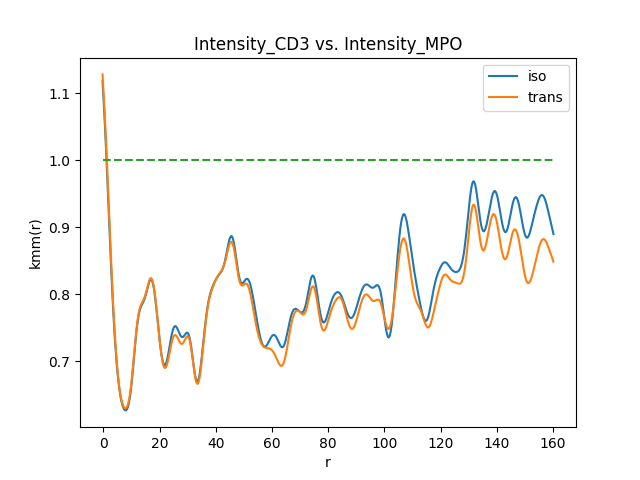 Intensity_CD3 vs. Intensity_MPO
iso
trans
1.1
1.0
0.9
0.8
0.7
kmm(r)
0 20 40 60 80 100 120 140 160
r